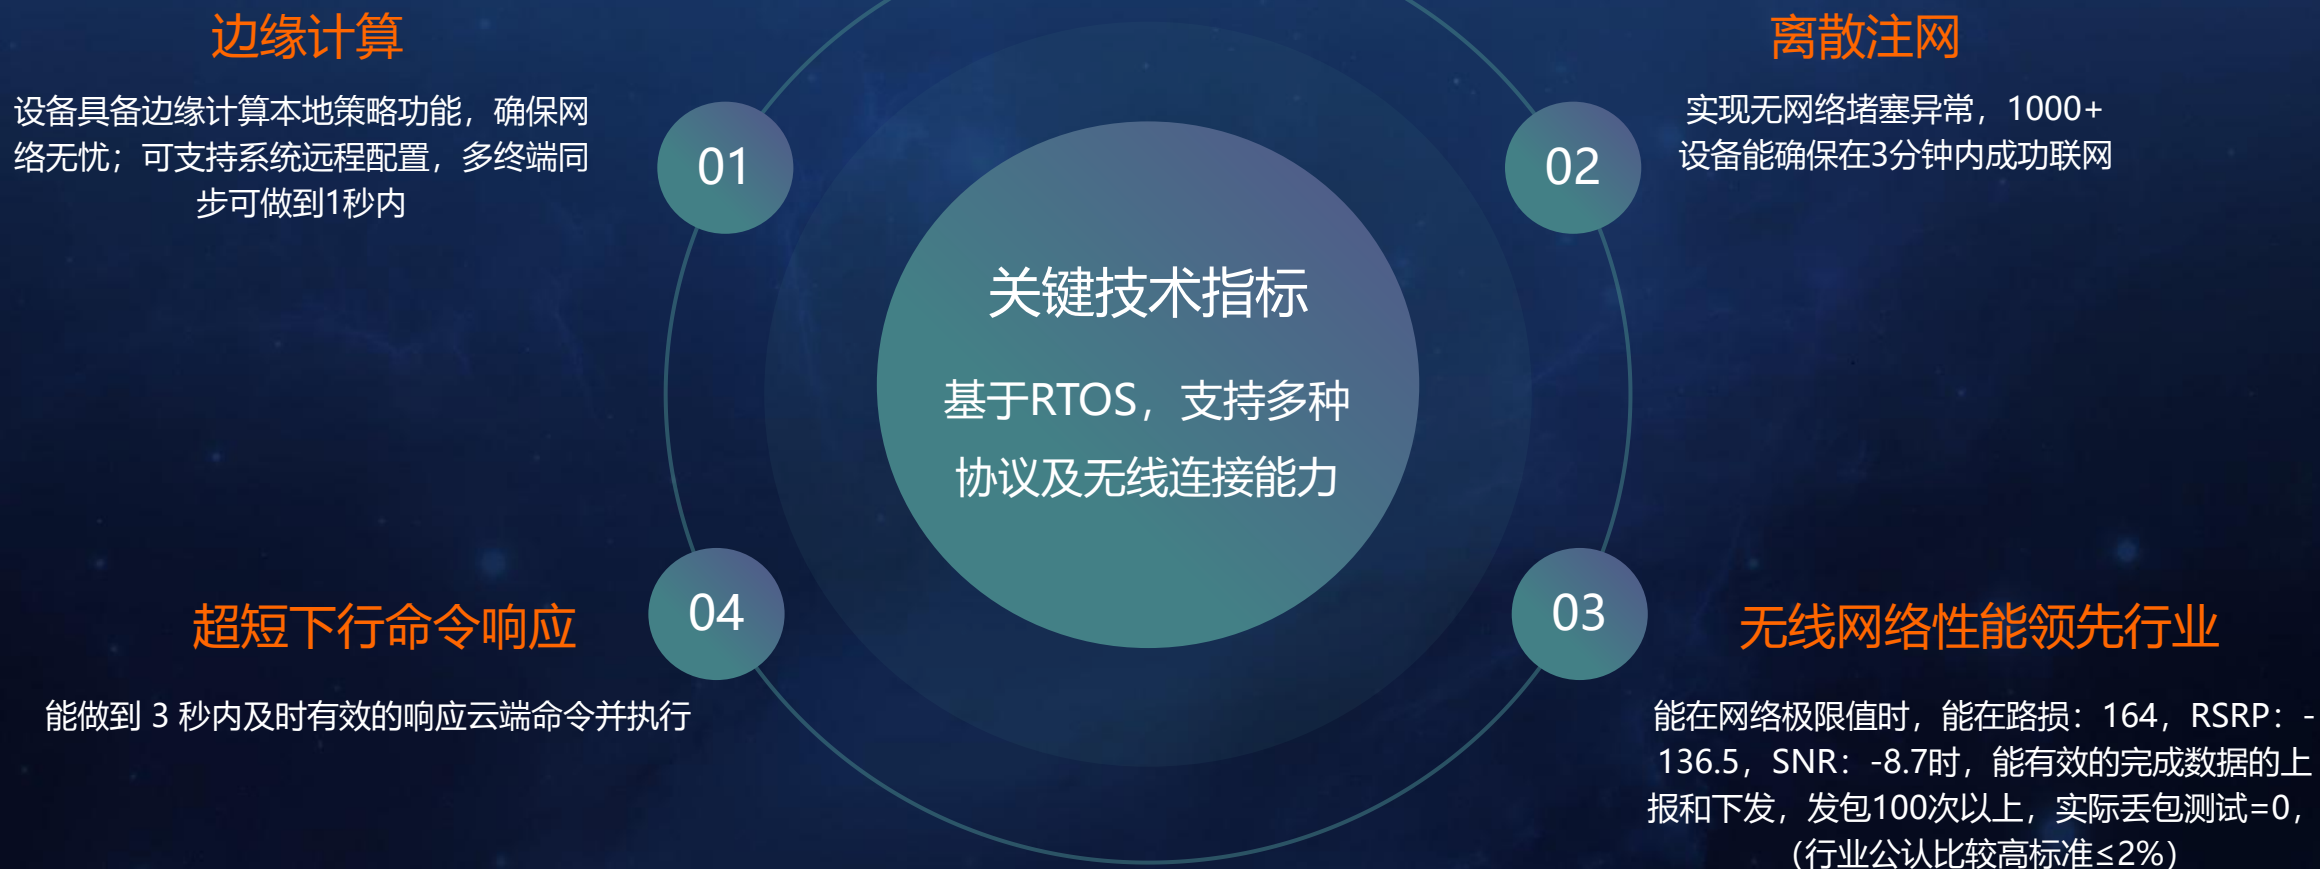 边缘计算
设备具备边缘计算本地策略功能，确保网
络无忧；可支持系统远程配置，多终端同
步可做到1秒内
01
离散注网
实现无网络堵塞异常，1000+
设备能确保在3分钟内成功联网
02
关键技术指标
基于RTOS，支持多种
协议及无线连接能力
超短下行命令响应
能做到 3 秒内及时有效的响应云端命令并执行
04
03
无线网络性能领先行业
能在网络极限值时，能在路损：164，RSRP：-
136.5，SNR：-8.7时，能有效的完成数据的上
报和下发，发包100次以上，实际丢包测试=0，
（行业公认比较高标准≤2%）